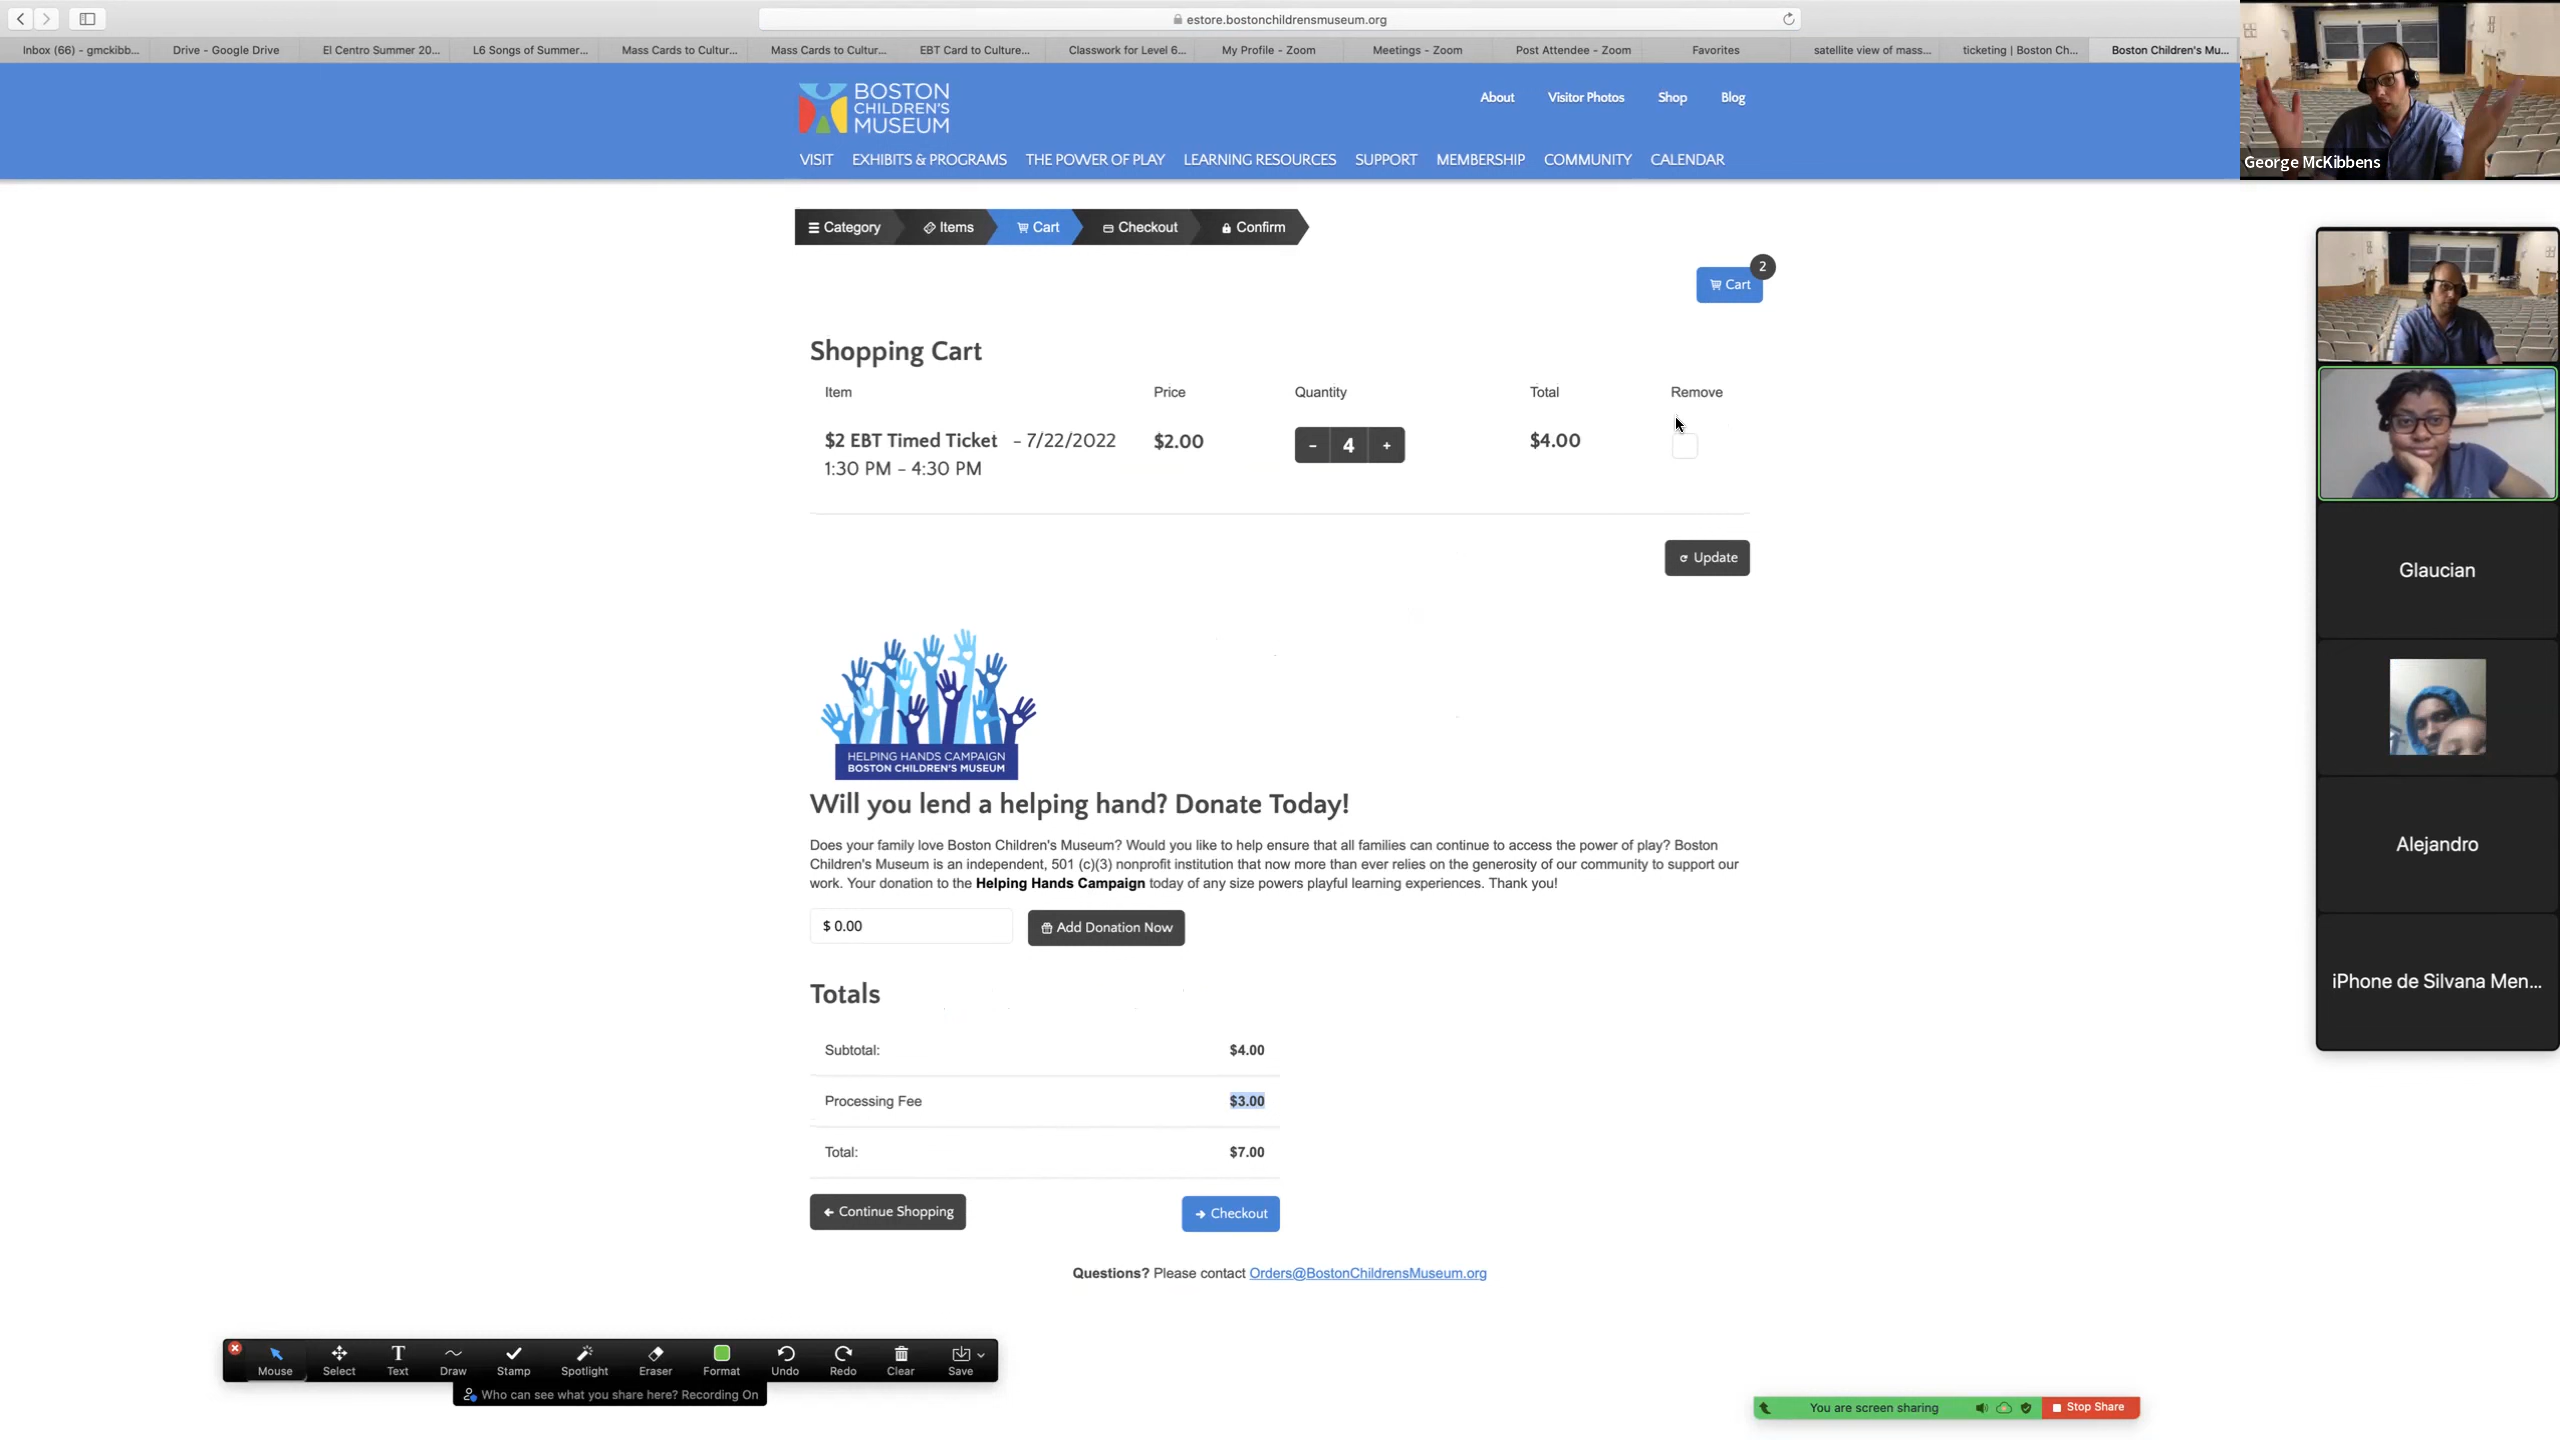 estore.bostonchildrensmuseum.org
Inbox (66) - gmckibb...
Drive - Google Drive
El Centro Summer 20...
L6 Songs of Summer...
Mass Cards to Cultur...
Mass Cards to Cultur...
EBT Card to Culture...
Classwork for Level 6...
My Profile - Zoom
Meetings - Zoom
Post Attendee - Zoom
Favorites
satellite view of mass...
ticketing | Boston Ch...
Boston Children's Mu...
BOSTON
CHILDREN'S
MUSEUM
About Visitor Photos Shop Blog
VISIT EXHIBITS & PROGRAMS THE POWER OF PLAY LEARNING RESOURCES SUPPORT MEMBERSHIP COMMUNITY CALENDAR
George McKibbens
Category Items Cart Checkout Confirm
2
Cart
Shopping Cart
Item Price Quantity Total Remove
$2 EBT Timed Ticket - 7/22/2022 $2.00 - 4 + $4.00
1:30 PM - 4:30 PM
Update
HELPING HANDS CAMPAIGN
BOSTON CHILDREN'S MUSEUM
Will you lend a helping hand? Donate Today!
Does your family love Boston Children's Museum? Would you like to help ensure that all families can continue to access the power of play? Boston
Children's Museum is an independent, 501 (c)(3) nonprofit institution that now more than ever relies on the generosity of our community to support our
work. Your donation to the Helping Hands Campaign today of any size powers playful learning experiences. Thank you!
$ 0.00 Add Donation Now
Totals
Subtotal: $4.00
Processing Fee $3.00
Total: $7.00
Continue Shopping Checkout
Questions? Please contact Orders@BostonChildrensMuseum.org
Glaucian
Alejandro
iPhone de Silvana Men...
Mouse Select Text Draw Stamp Spotlight Eraser Format Undo Redo Clear Save
Who can see what you share here? Recording On
You are screen sharing Stop Share